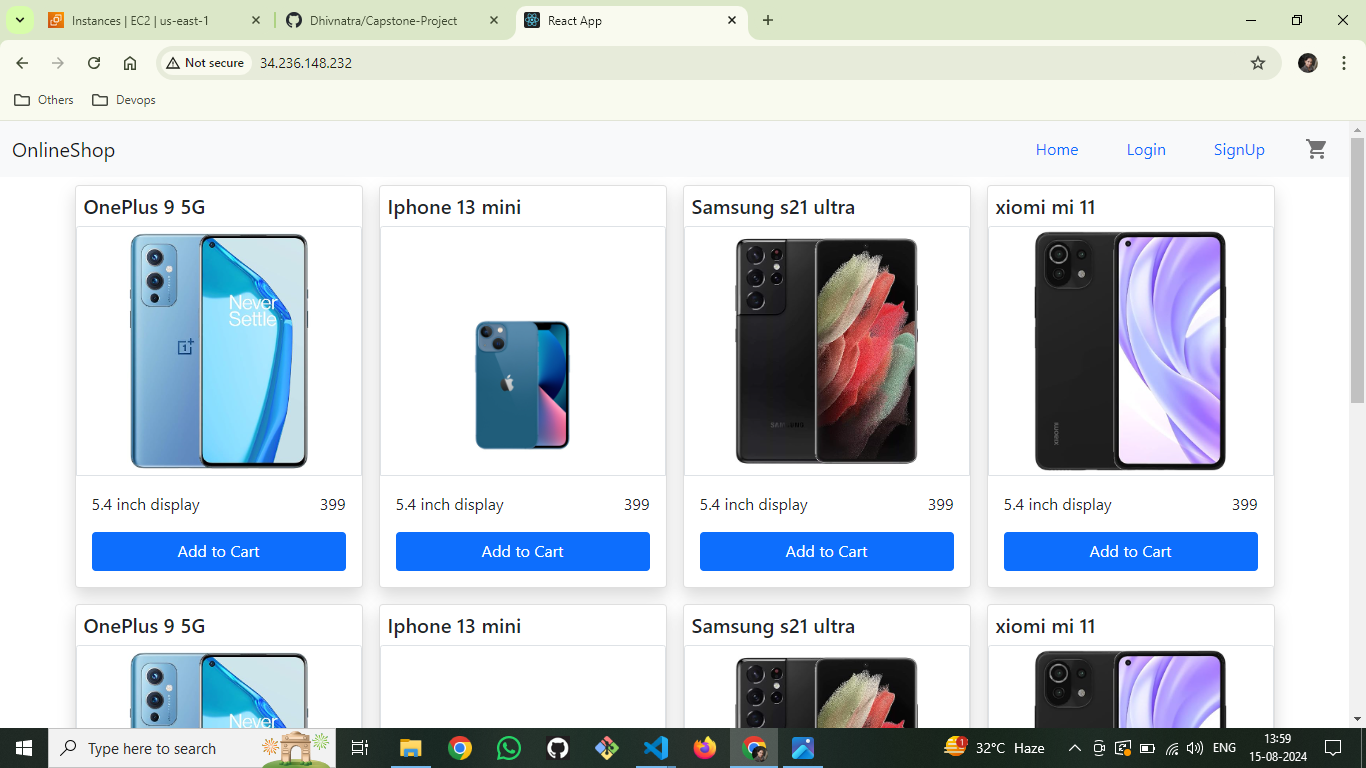 Instances | EC2 | us-east-1
Dhivnatra/Capstone-Project
React App
Not secure
34.236.148.232
Others
Devops
OnlineShop
Home
Login
SignUp
OnePlus 9 5G
Iphone 13 mini
Samsung s21 ultra
xiomi mi 11
Never
Settle
SAMSUNG
XIAOMI
5.4 inch display 399
5.4 inch display 399
5.4 inch display 399
5.4 inch display 399
Add to Cart
Add to Cart
Add to Cart
Add to Cart
OnePlus 9 5G
Iphone 13 mini
Samsung s21 ultra
xiomi mi 11
Never
Type here to search
1
32°C Haze
ENG
13:59
15-08-2024